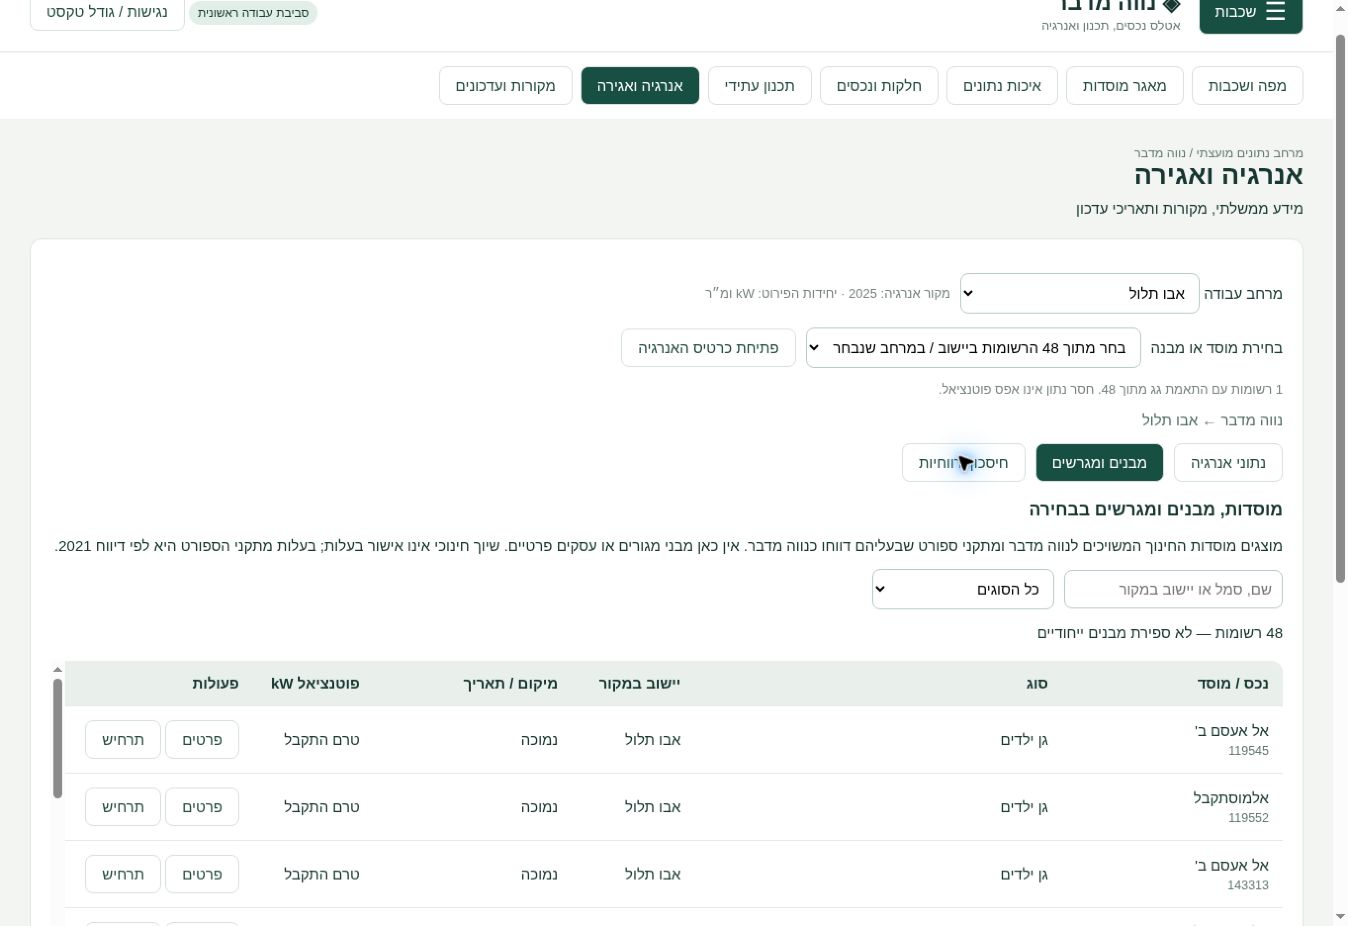 שכבות
◈ נווה מדבר
אטלס נכסים, תכנון ואנרגיה
סביבת עבודה ראשונית
נגישות / גודל טקסט
מפה ושכבות
מאגר מוסדות
איכות נתונים
חלקות ונכסים
תכנון עתידי
אנרגיה ואגירה
מקורות ועדכונים
מרחב נתונים מועצתי / נווה מדבר
אנרגיה ואגירה
מידע ממשלתי, מקורות ותאריכי עדכון
מרחב עבודה אבו תלול מקור אנרגיה: 2025 · יחידות הפירוט: kW ומ״ר
בחירת מוסד או מבנה בחר מתוך 48 הרשומות ביישוב / במרחב שנבחר פתיחת כרטיס האנרגיה
1 רשומות עם התאמת גג מתוך 48. חסר נתון אינו אפס פוטנציאל.
נווה מדבר ← אבו תלול
נתוני אנרגיה
מבנים ומגרשים
חיסכון ורווחיות
מוסדות, מבנים ומגרשים בבחירה
מוצגים מוסדות החינוך המשויכים לנווה מדבר ומתקני ספורט שבעליהם דווחו כנווה מדבר. אין כאן מבני מגורים או עסקים פרטיים. שיוך חינוכי אינו אישור בעלות; בעלות מתקני הספורט היא לפי דיווח 2021.
שם, סמל או יישוב במקור
כל הסוגים
48 רשומות — לא ספירת מבנים ייחודיים
נכס / מוסד סוג יישוב במקור מיקום / תאריך פוטנציאל kW פעולות
אל אעסם ב'
119545
גן ילדים אבו תלול נמוכה טרם התקבל פרטים תרחיש
אלמוסתקבל
119552
גן ילדים אבו תלול נמוכה טרם התקבל פרטים תרחיש
אל אעסם ב'
143313
גן ילדים אבו תלול נמוכה טרם התקבל פרטים תרחיש